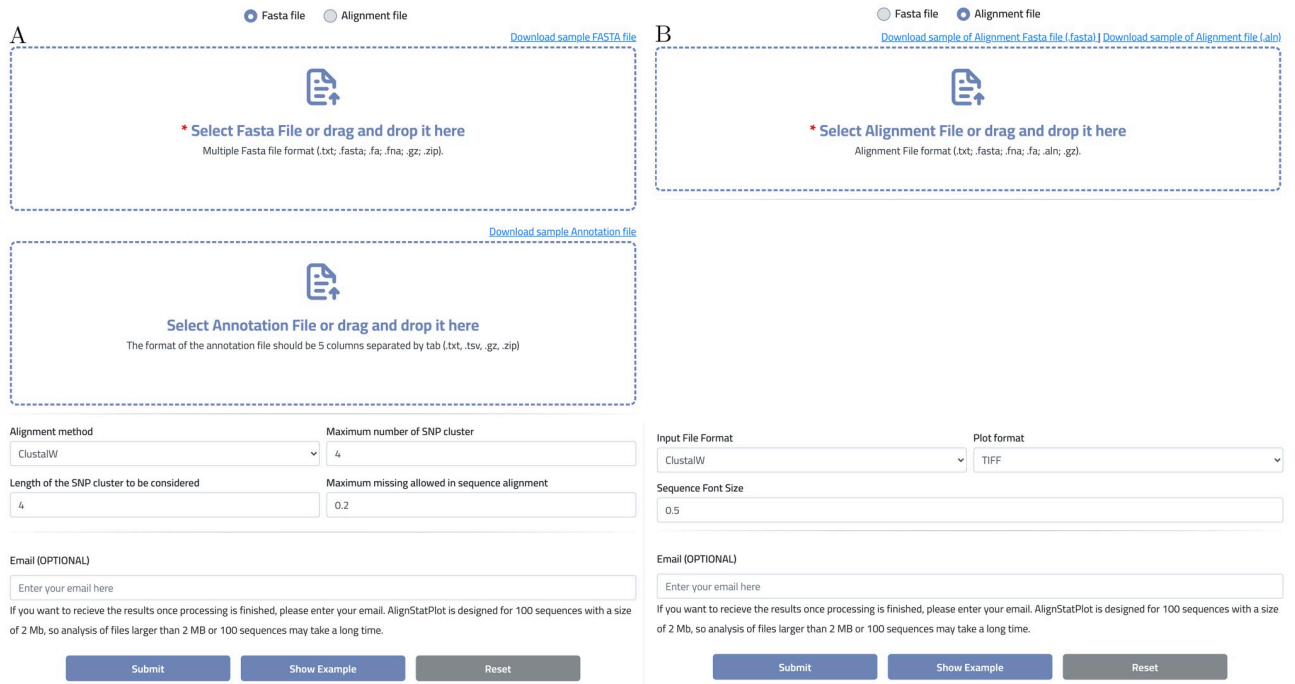 A
Fasta file Alignment file
Download sample FASTA file
* Select Fasta File or drag and drop it here
Multiple Fasta file format (.txt; .fasta; .fa; .fna; .gz; .zip).
Download sample Annotation file
Select Annotation File or drag and drop it here
The format of the annotation file should be 5 columns separated by tab (.txt, .tsv, .gz, .zip)
Alignment method Maximum number of SNP cluster
ClustalW 4
Length of the SNP cluster to be considered Maximum missing allowed in sequence alignment
4 0.2
Email (OPTIONAL)
Enter your email here
If you want to recieve the results once processing is finished, please enter your email. AlignStatPlot is designed for 100 sequences with a size
of 2 Mb, so analysis of files larger than 2 MB or 100 sequences may take a long time.
Submit Show Example Reset
B
Fasta file Alignment file
Download sample of Alignment Fasta file (.fasta) | Download sample of Alignment file (.aln)
* Select Alignment File or drag and drop it here
Alignment File format (.txt; .fasta; .fna; .fa; .aln; .gz).
Input File Format Plot format
ClustalW TIFF
Sequence Font Size
0.5
Email (OPTIONAL)
Enter your email here
If you want to recieve the results once processing is finished, please enter your email. AlignStatPlot is designed for 100 sequences with a size
of 2 Mb, so analysis of files larger than 2 MB or 100 sequences may take a long time.
Submit Show Example Reset